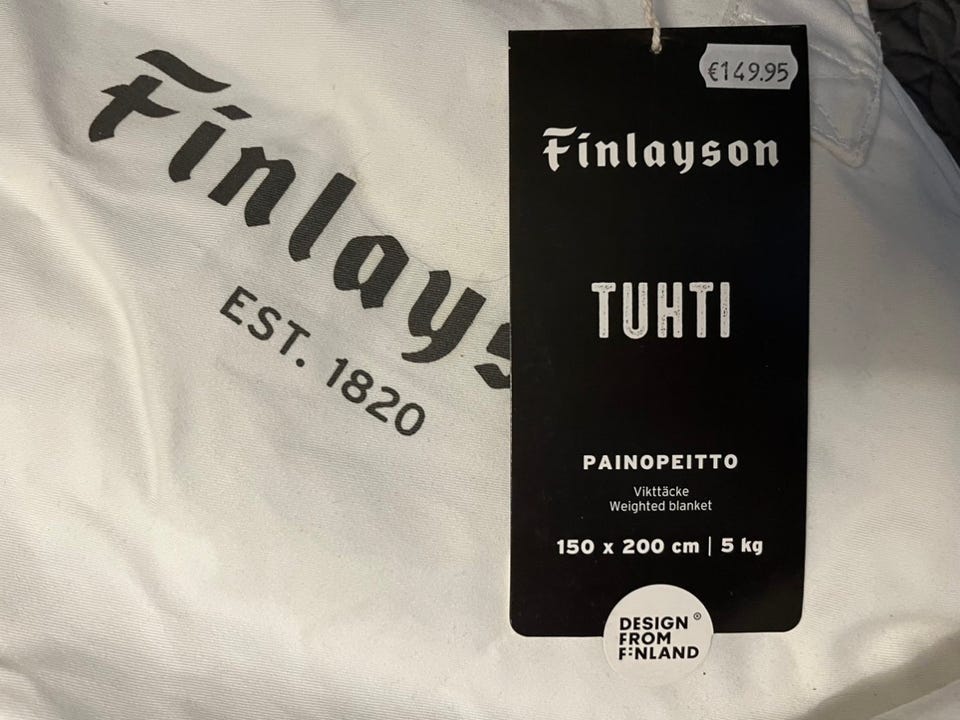 Finlays
EST. 1820
€149.95
Finlayson
TUHTI
PAINOPEITTO
Vikttäcke
Weighted blanket
150 x 200 cm | 5 kg
DESIGN ®
FROM
FINLAND